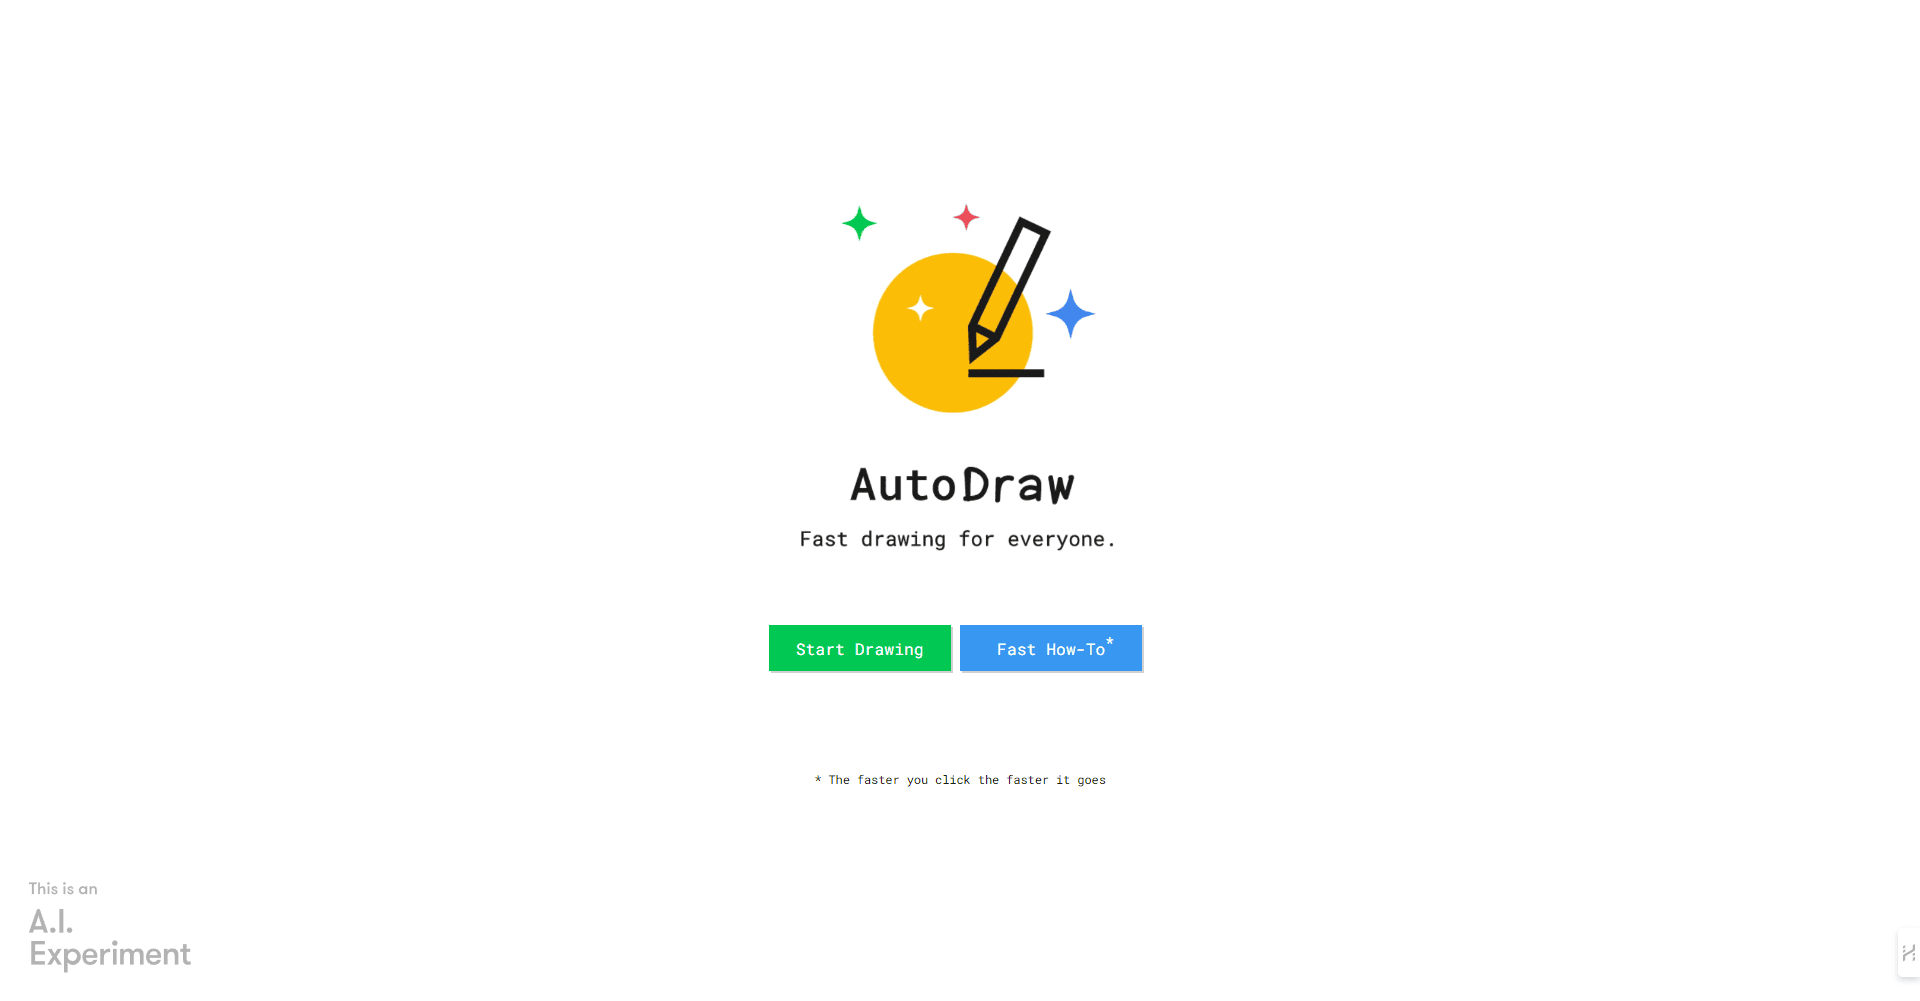 AutoDraw
Fast drawing for everyone.
Start Drawing
Fast How-To*
* The faster you click the faster it goes
This is an
A.I.
Experiment